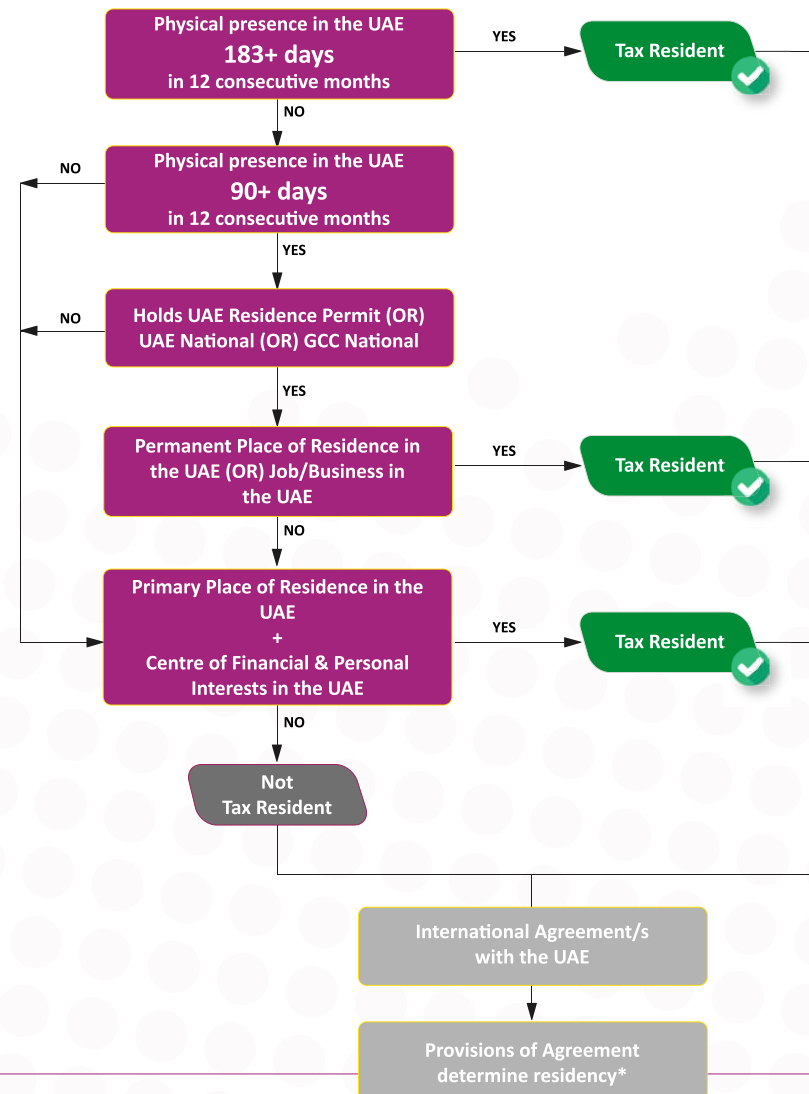 Physical presence in the UAE
183+ days
in 12 consecutive months
YES
Tax Resident
NO
Physical presence in the UAE
90+ days
in 12 consecutive months
NO
YES
Holds UAE Residence Permit (OR)
UAE National (OR) GCC National
NO
YES
Permanent Place of Residence in
the UAE (OR) Job/Business in
the UAE
YES
Tax Resident
NO
Primary Place of Residence in the
UAE
+
Centre of Financial & Personal
Interests in the UAE
YES
Tax Resident
NO
Not
Tax Resident
International Agreement/s
with the UAE
Provisions of Agreement
determine residency*